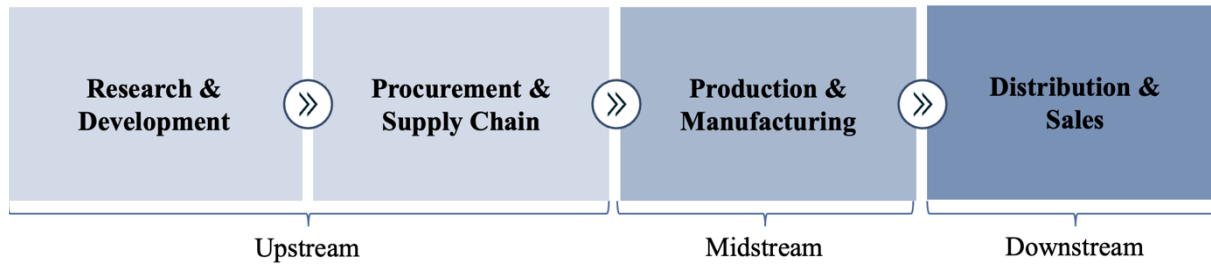 Research &
Development
Procurement &
Supply Chain
Production &
Manufacturing
Distribution &
Sales
Upstream
Midstream
Downstream